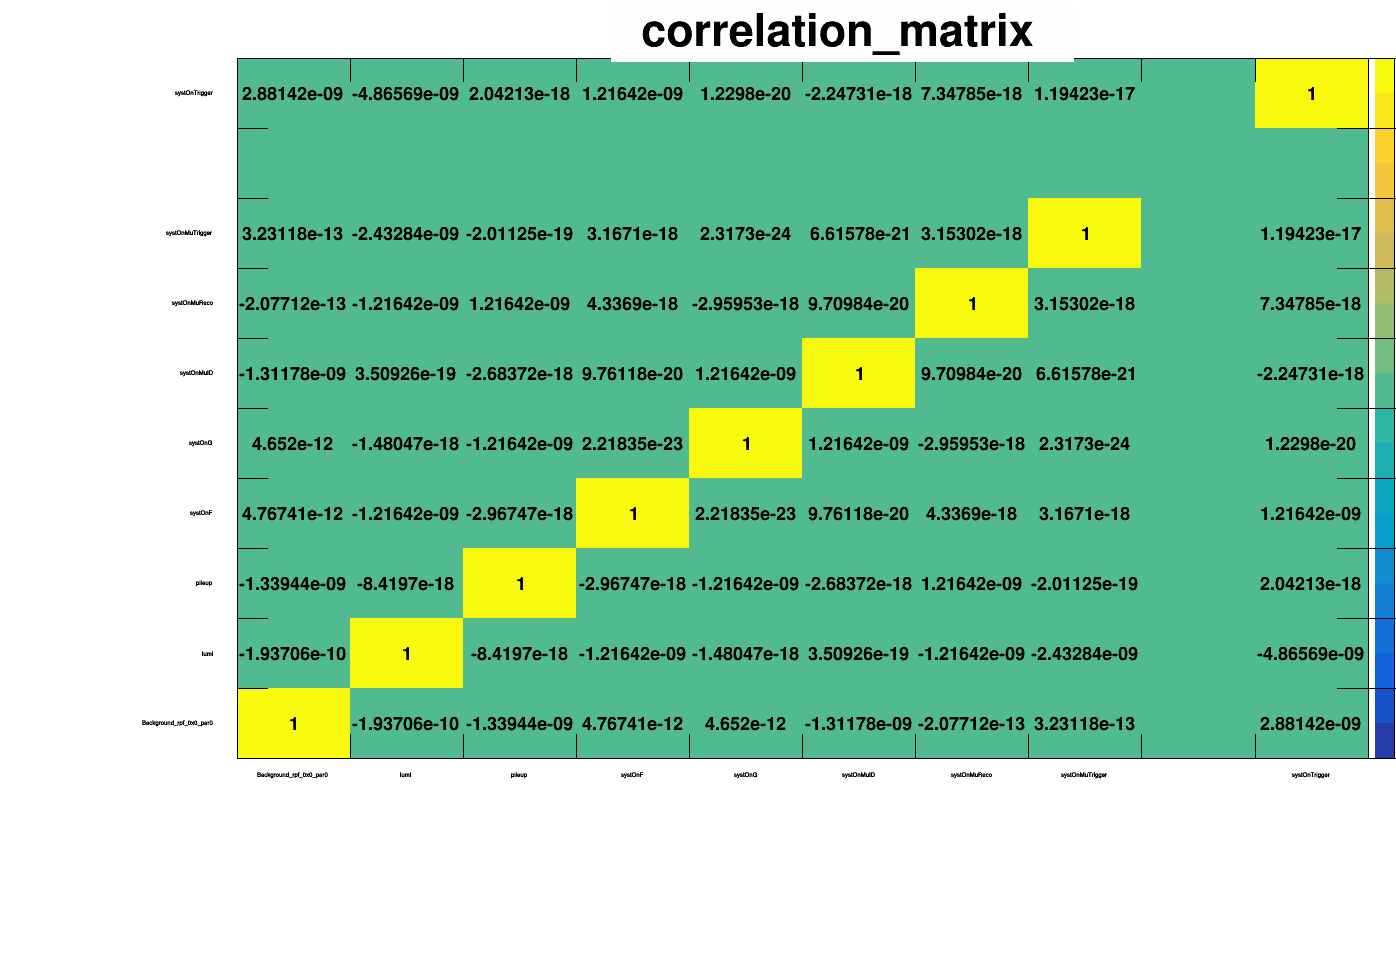 correlation_matrix
systOnTrigger 2.88142e-09 -4.86569e-09 2.04213e-18 1.21642e-09 1.2298e-20 -2.24731e-18 7.34785e-18 1.19423e-17 1
systOnMuTrigger 3.23118e-13 -2.43284e-09 -2.01125e-19 3.1671e-18 2.3173e-24 6.61578e-21 3.15302e-18 1 1.19423e-17
systOnMuReco -2.07712e-13 -1.21642e-09 1.21642e-09 4.3369e-18 -2.95953e-18 9.70984e-20 1 3.15302e-18 7.34785e-18
systOnMuID -1.31178e-09 3.50926e-19 -2.68372e-18 9.76118e-20 1.21642e-09 1 9.70984e-20 6.61578e-21 -2.24731e-18
systOnG 4.652e-12 -1.48047e-18 -1.21642e-09 2.21835e-23 1 1.21642e-09 -2.95953e-18 2.3173e-24 1.2298e-20
systOnF 4.76741e-12 -1.21642e-09 -2.96747e-18 1 2.21835e-23 9.76118e-20 4.3369e-18 3.1671e-18 1.21642e-09
pileup -1.33944e-09 -8.4197e-18 1 -2.96747e-18 -1.21642e-09 -2.68372e-18 1.21642e-09 -2.01125e-19 2.04213e-18
lumi -1.93706e-10 1 -8.4197e-18 -1.21642e-09 -1.48047e-18 3.50926e-19 -1.21642e-09 -2.43284e-09 -4.86569e-09
Background_rpf_0x0_par0 1 -1.93706e-10 -1.33944e-09 4.76741e-12 4.652e-12 -1.31178e-09 -2.07712e-13 3.23118e-13 2.88142e-09
Background_rpf_0x0_par0 lumi pileup systOnF systOnG systOnMuID systOnMuReco systOnMuTrigger systOnTrigger